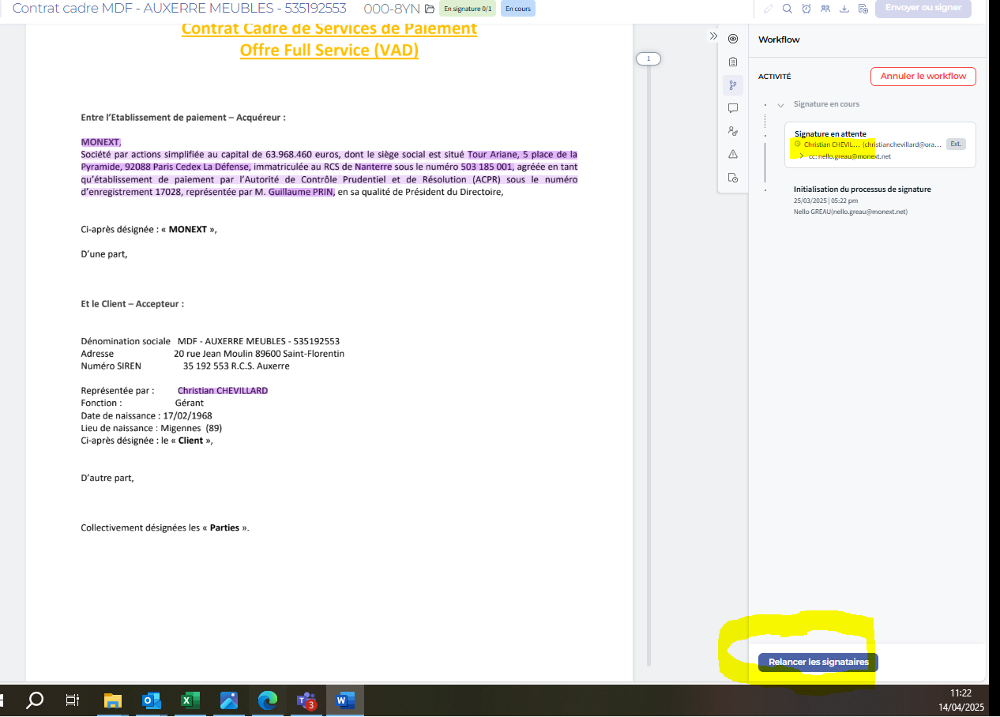 Contrat cadre MDF - AUXERRE MEUBLES - 535192553 000-8YN En signature 0/1 En cours
Envoyer ou signer
Contrat Cadre de Services de Paiement
Offre Full Service (VAD)
Entre l’Etablissement de paiement – Acquéreur :
MONEXT,
Société par actions simplifiée au capital de 63.968.460 euros, dont le siège social est situé Tour Ariane, 5 place de la
Pyramide, 92088 Paris Cedex La Défense, immatriculée au RCS de Nanterre sous le numéro 503 185 001, agréée en tant
qu’établissement de paiement par l’Autorité de Contrôle Prudentiel et de Résolution (ACPR) sous le numéro
d’enregistrement 17028, représentée par M. Guillaume PRIN, en sa qualité de Président du Directoire,
Ci-après désignée : « MONEXT »,
D’une part,
Et le Client – Accepteur :
Dénomination sociale MDF - AUXERRE MEUBLES - 535192553
Adresse 20 rue Jean Moulin 89600 Saint-Florentin
Numéro SIREN 35 192 553 R.C.S. Auxerre
Représentée par : Christian CHEVILLARD
Fonction : Gérant
Date de naissance : 17/02/1968
Lieu de naissance : Migennes (89)
Ci-après désignée : le « Client »,
D’autre part,
Collectivement désignées les « Parties ».
1
Workflow
ACTIVITÉ
Annuler le workflow
Signature en cours
Signature en attente
Christian CHEVIL... (christianchevillard@ora... Ext.
cc: nello.greau@monext.net
Initialisation du processus de signature
25/03/2025 | 05:22 pm
Nello GREAU(nello.greau@monext.net)
Relancer les signataires
3
11:22
14/04/2025